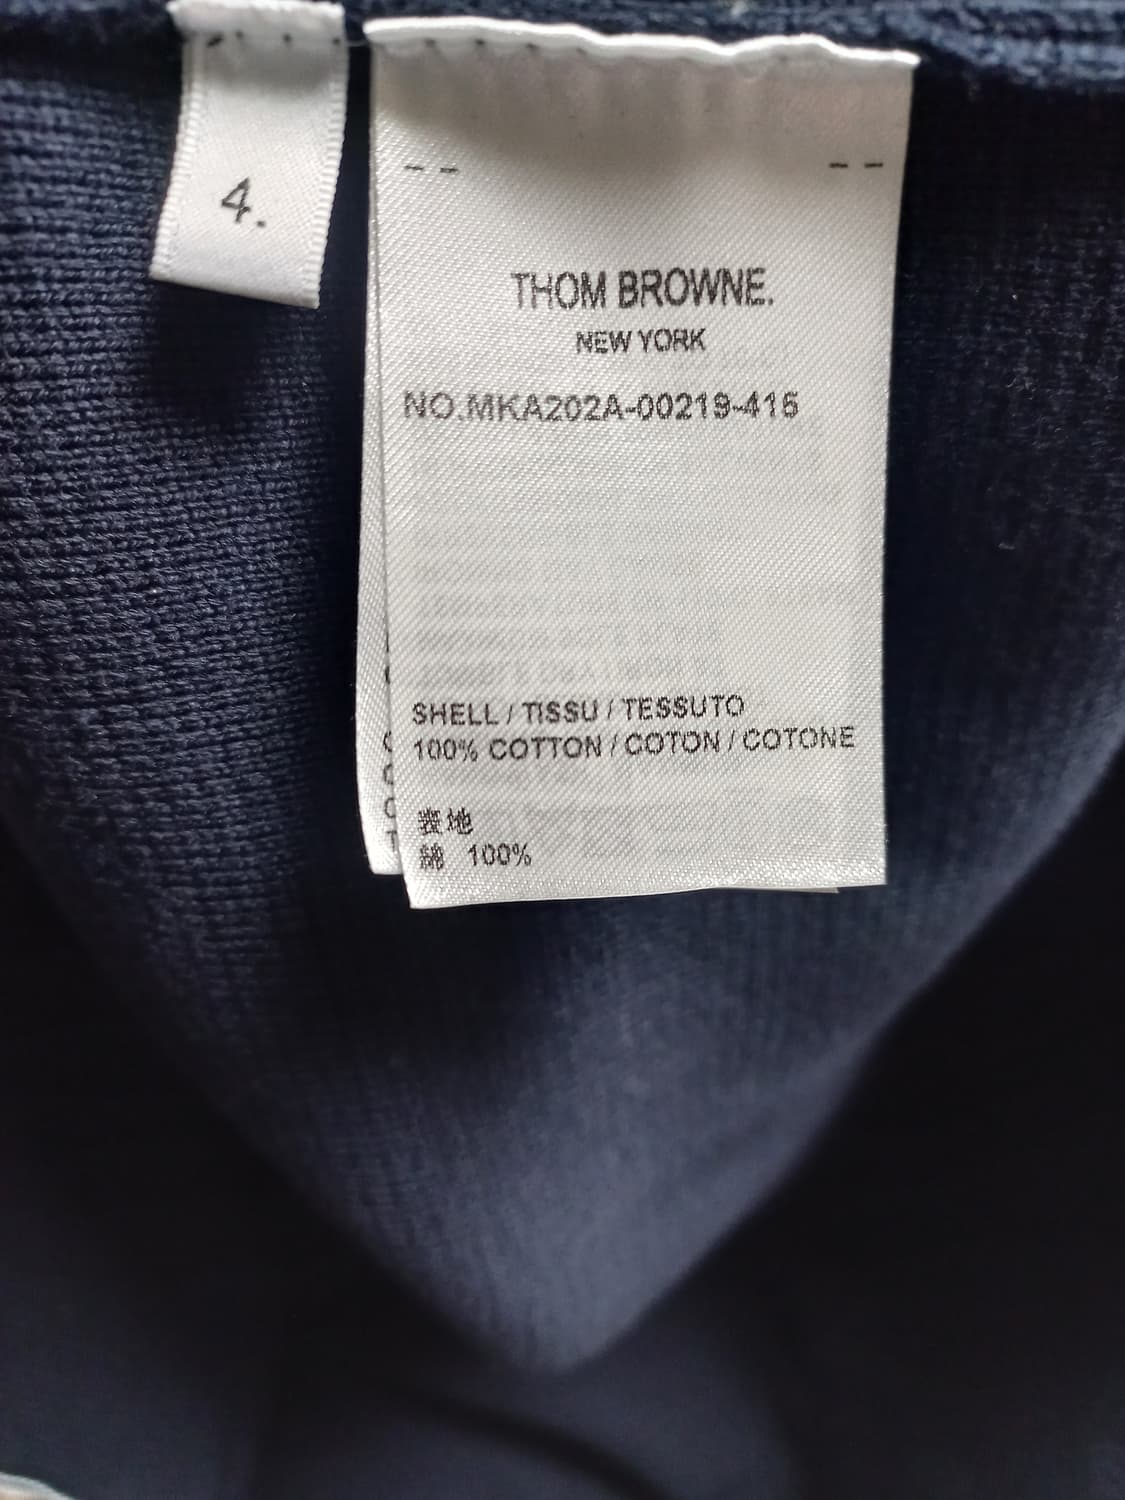 4.
THOM BROWNE.
NEW YORK
NO.MKA202A-00219-415
SHELL / TISSU / TESSUTO
100% COTTON / COTON / COTONE
表地
綿 100%